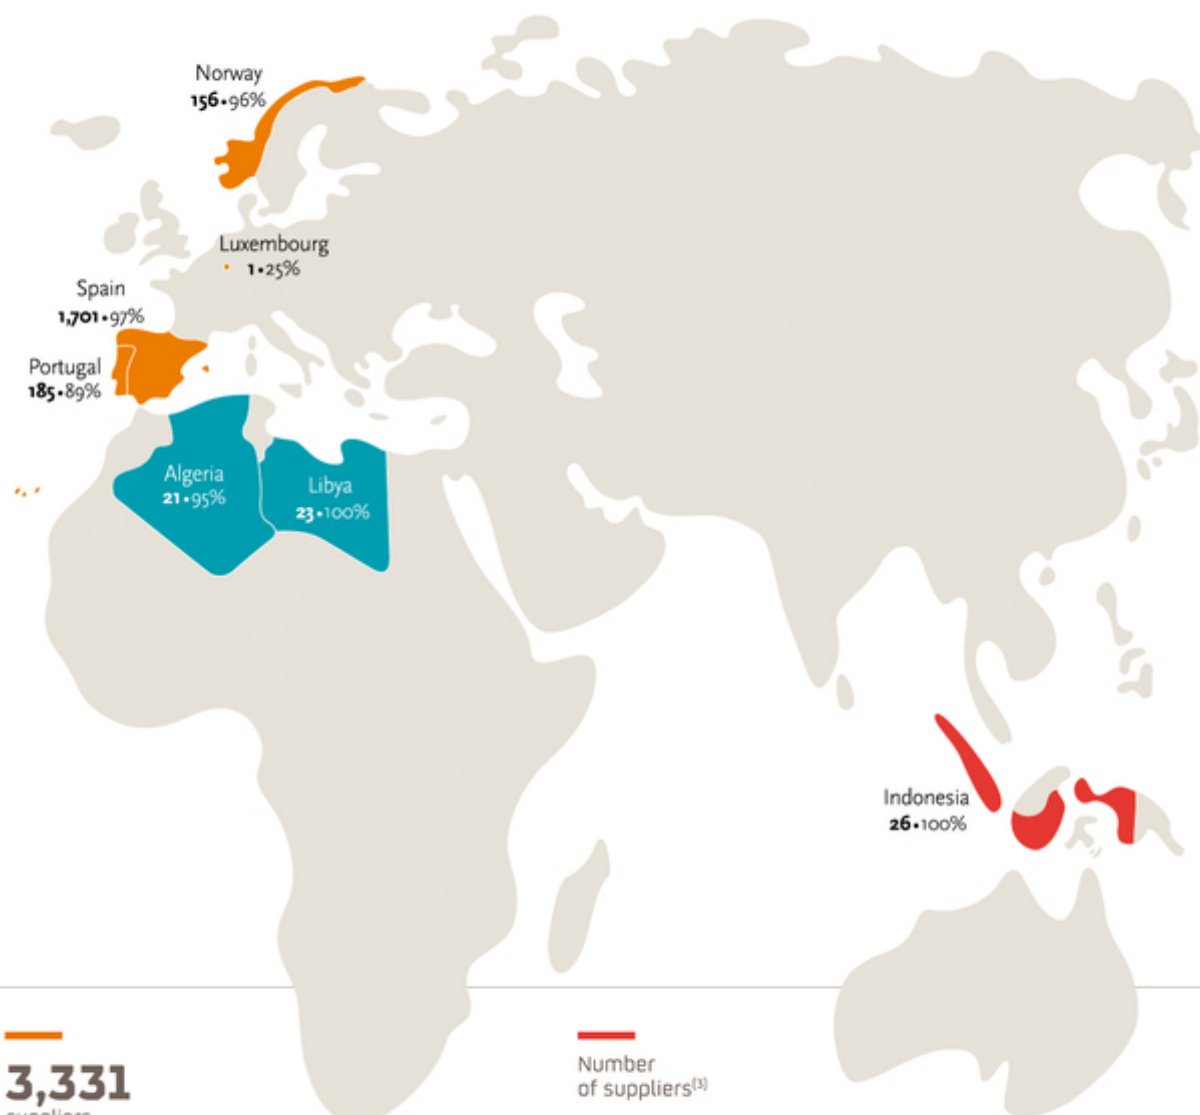 Norway
156•96%
Luxembourg
1•25%
Spain
1,701•97%
Portugal
185•89%
Algeria
21•95%
Libya
23•100%
Indonesia
26•100%
3,331
suppliers
Number
of suppliers(3)